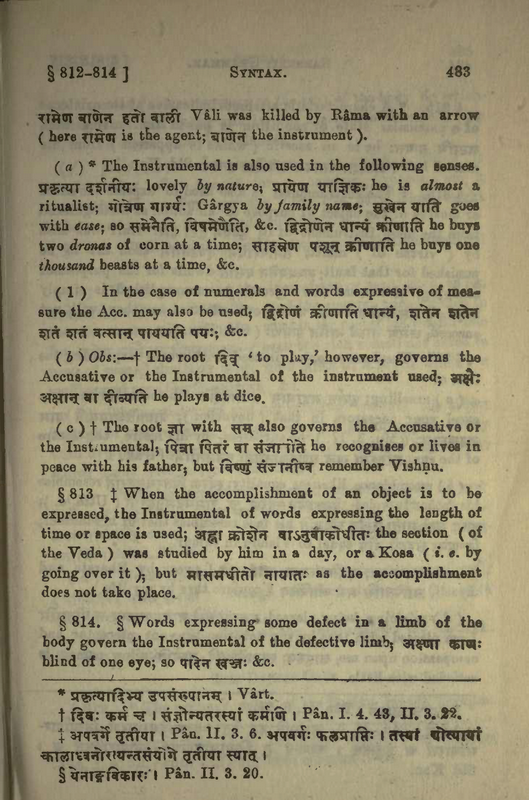 § 812-814 ] SYNTAX. 483
रामेण बाणेन हतो वाली Vâli was killed by Râma with an arrow
( here रामेण is the agent; बाणेन the instrument ).
( a ) * The Instrumental is also used in the following senses.
प्रकृत्या दर्शनीयः lovely by nature; प्रायेण याज्ञिकः he is almost a
ritualist; गोत्रेण गार्ग्यः Gârgya by family name; सुखेन याति goes
with ease; so समेनैति, विषमेणैति, &c. द्विद्रोणेन धान्यं क्रीणाति he buys
two dronas of corn at a time; साहस्रेण पशून् क्रीणाति he buys one
thousand beasts at a time, &c.
( 1 ) In the case of numerals and words expressive of mea-
sure the Acc. may also be used; द्विद्रोणं क्रीणाति धान्यं, शतेन शतेन
शतं शतं वत्सान् पाययति पयः; &c.
( b ) Obs:—† The root दिव् 'to play,' however, governs the
Accusative or the Instrumental of the instrument used; अक्षैः
अक्षान् वा दीव्यति he plays at dice.
( c ) † The root ज्ञा with सम् also governs the Accusative or
the Instrumental; पित्रा पितरं वा संजानीते he recognises or lives in
peace with his father; but विष्णुं संजानीष्व remember Vishṇu.
§ 813 ‡ When the accomplishment of an object is to be
expressed, the Instrumental of words expressing the length of
time or space is used; अह्ना क्रोशेन वाऽनुवाकोधीतः the section ( of
the Veda ) was studied by him in a day, or a Kosa ( i. e. by
going over it ); but मासमधीतो नायातः as the accomplishment
does not take place.
§ 814. § Words expressing some defect in a limb of the
body govern the Instrumental of the defective limb; अक्ष्णा काणः
blind of one eye; so पादेन खञ्जः &c.
* प्रकृत्यादिभ्य उपसंख्यानम् । Vârt.
† दिवः कर्म च । संज्ञोन्यतरस्यां कर्मणि । Pân. I. 4. 43, II. 3. 22.
‡ अपवर्गे तृतीया । Pân. II. 3. 6. अपवर्गः फलप्राप्तिः । तस्यां द्योत्यायां
कालाध्वनोरत्यन्तसंयोगे तृतीया स्यात् ।
§ येनाङ्गविकारः । Pân. II. 3. 20.